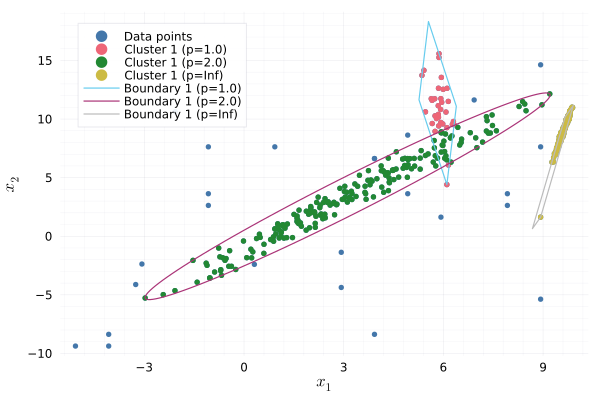 Data points
Cluster 1 (p=1.0)
Cluster 1 (p=2.0)
Cluster 1 (p=Inf)
Boundary 1 (p=1.0)
Boundary 1 (p=2.0)
Boundary 1 (p=Inf)
15
10
5
0
−5
−10
x₂
−3 0 3 6 9
x₁